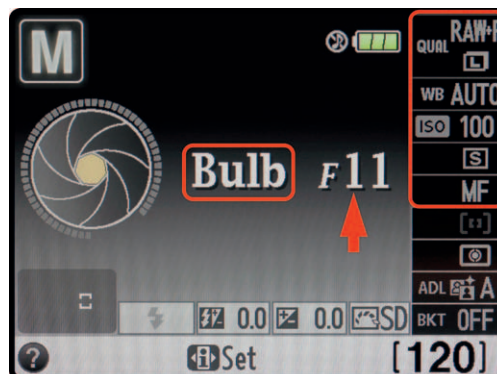 M
QUAL RAW+F
L
WB AUTO
ISO 100
S
Bulb F11
MF
ADL A
0.0 0.0 SD
BKT OFF
? i Set [120]